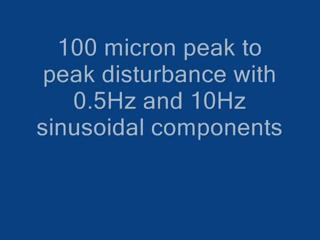 100 micron peak to
peak disturbance with
0.5Hz and 10Hz
sinusoidal components